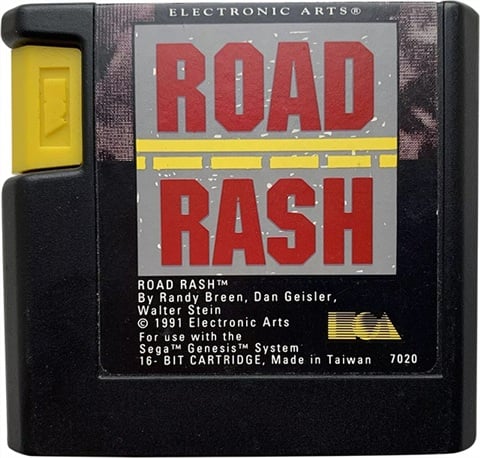 ELECTRONIC ARTS®
ROAD
RASH
ROAD RASH™
By Randy Breen, Dan Geisler,
Walter Stein
© 1991 Electronic Arts
For use with the
Sega™ Genesis™ System
16- BIT CARTRIDGE, Made in Taiwan 7020
EOA